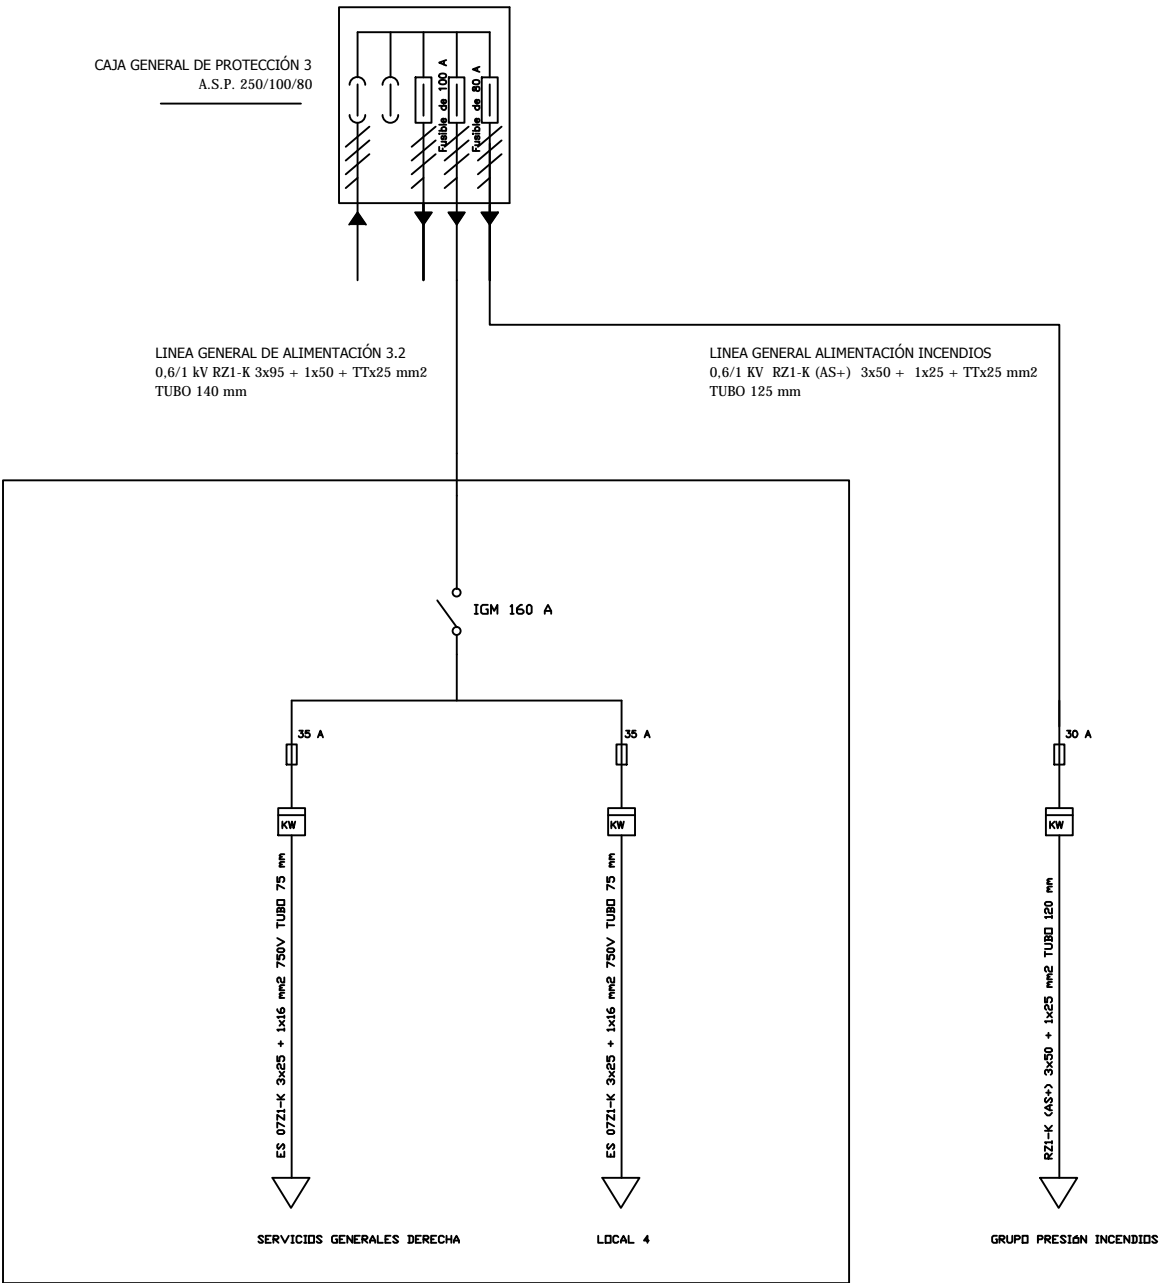 CAJA GENERAL DE PROTECCIÓN 3
A.S.P. 250/100/80
Fusible de 100 A
Fusible de 80 A
LINEA GENERAL DE ALIMENTACIÓN 3.2
0,6/1 kV RZ1-K 3x95 + 1x50 + TTx25 mm2
TUBO 140 mm
LINEA GENERAL ALIMENTACIÓN INCENDIOS
0,6/1 KV RZ1-K (AS+) 3x50 + 1x25 + TTx25 mm2
TUBO 125 mm
IGM 160 A
35 A
35 A
30 A
KW
KW
KW
ES 07Z1-K 3x25 + 1x16 mm2 750V TUBO 75 mm
ES 07Z1-K 3x25 + 1x16 mm2 750V TUBO 75 mm
RZ1-K (AS+) 3x50 + 1x25 mm2 TUBO 120 mm
SERVICIOS GENERALES DERECHA
LOCAL 4
GRUPO PRESIóN INCENDIOS